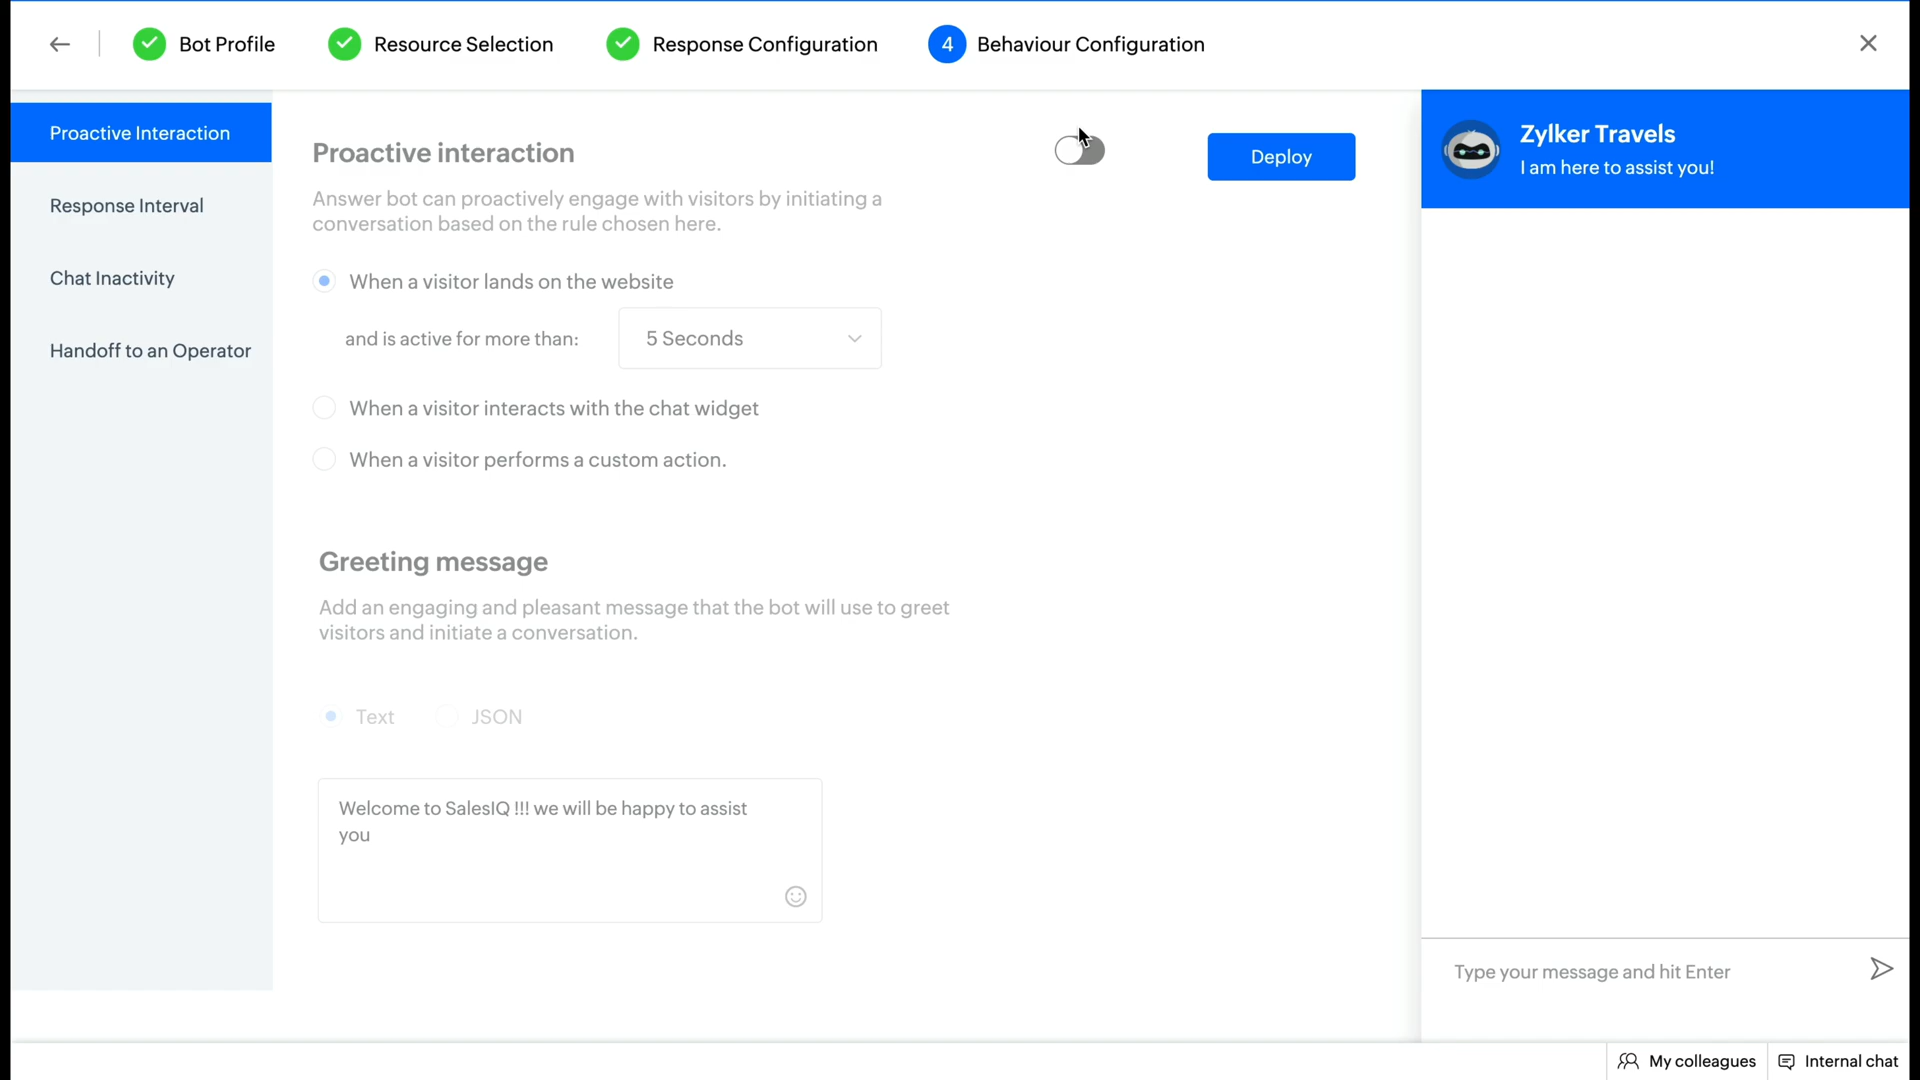 Bot Profile
Resource Selection
Response Configuration
4 Behaviour Configuration
Proactive Interaction
Response Interval
Chat Inactivity
Handoff to an Operator
Proactive interaction
Deploy
Answer bot can proactively engage with visitors by initiating a
conversation based on the rule chosen here.
When a visitor lands on the website
and is active for more than:
5 Seconds
When a visitor interacts with the chat widget
When a visitor performs a custom action.
Greeting message
Add an engaging and pleasant message that the bot will use to greet
visitors and initiate a conversation.
Text
JSON
Welcome to SalesIQ !!! we will be happy to assist
you
Zylker Travels
I am here to assist you!
Type your message and hit Enter
My colleagues
Internal chat